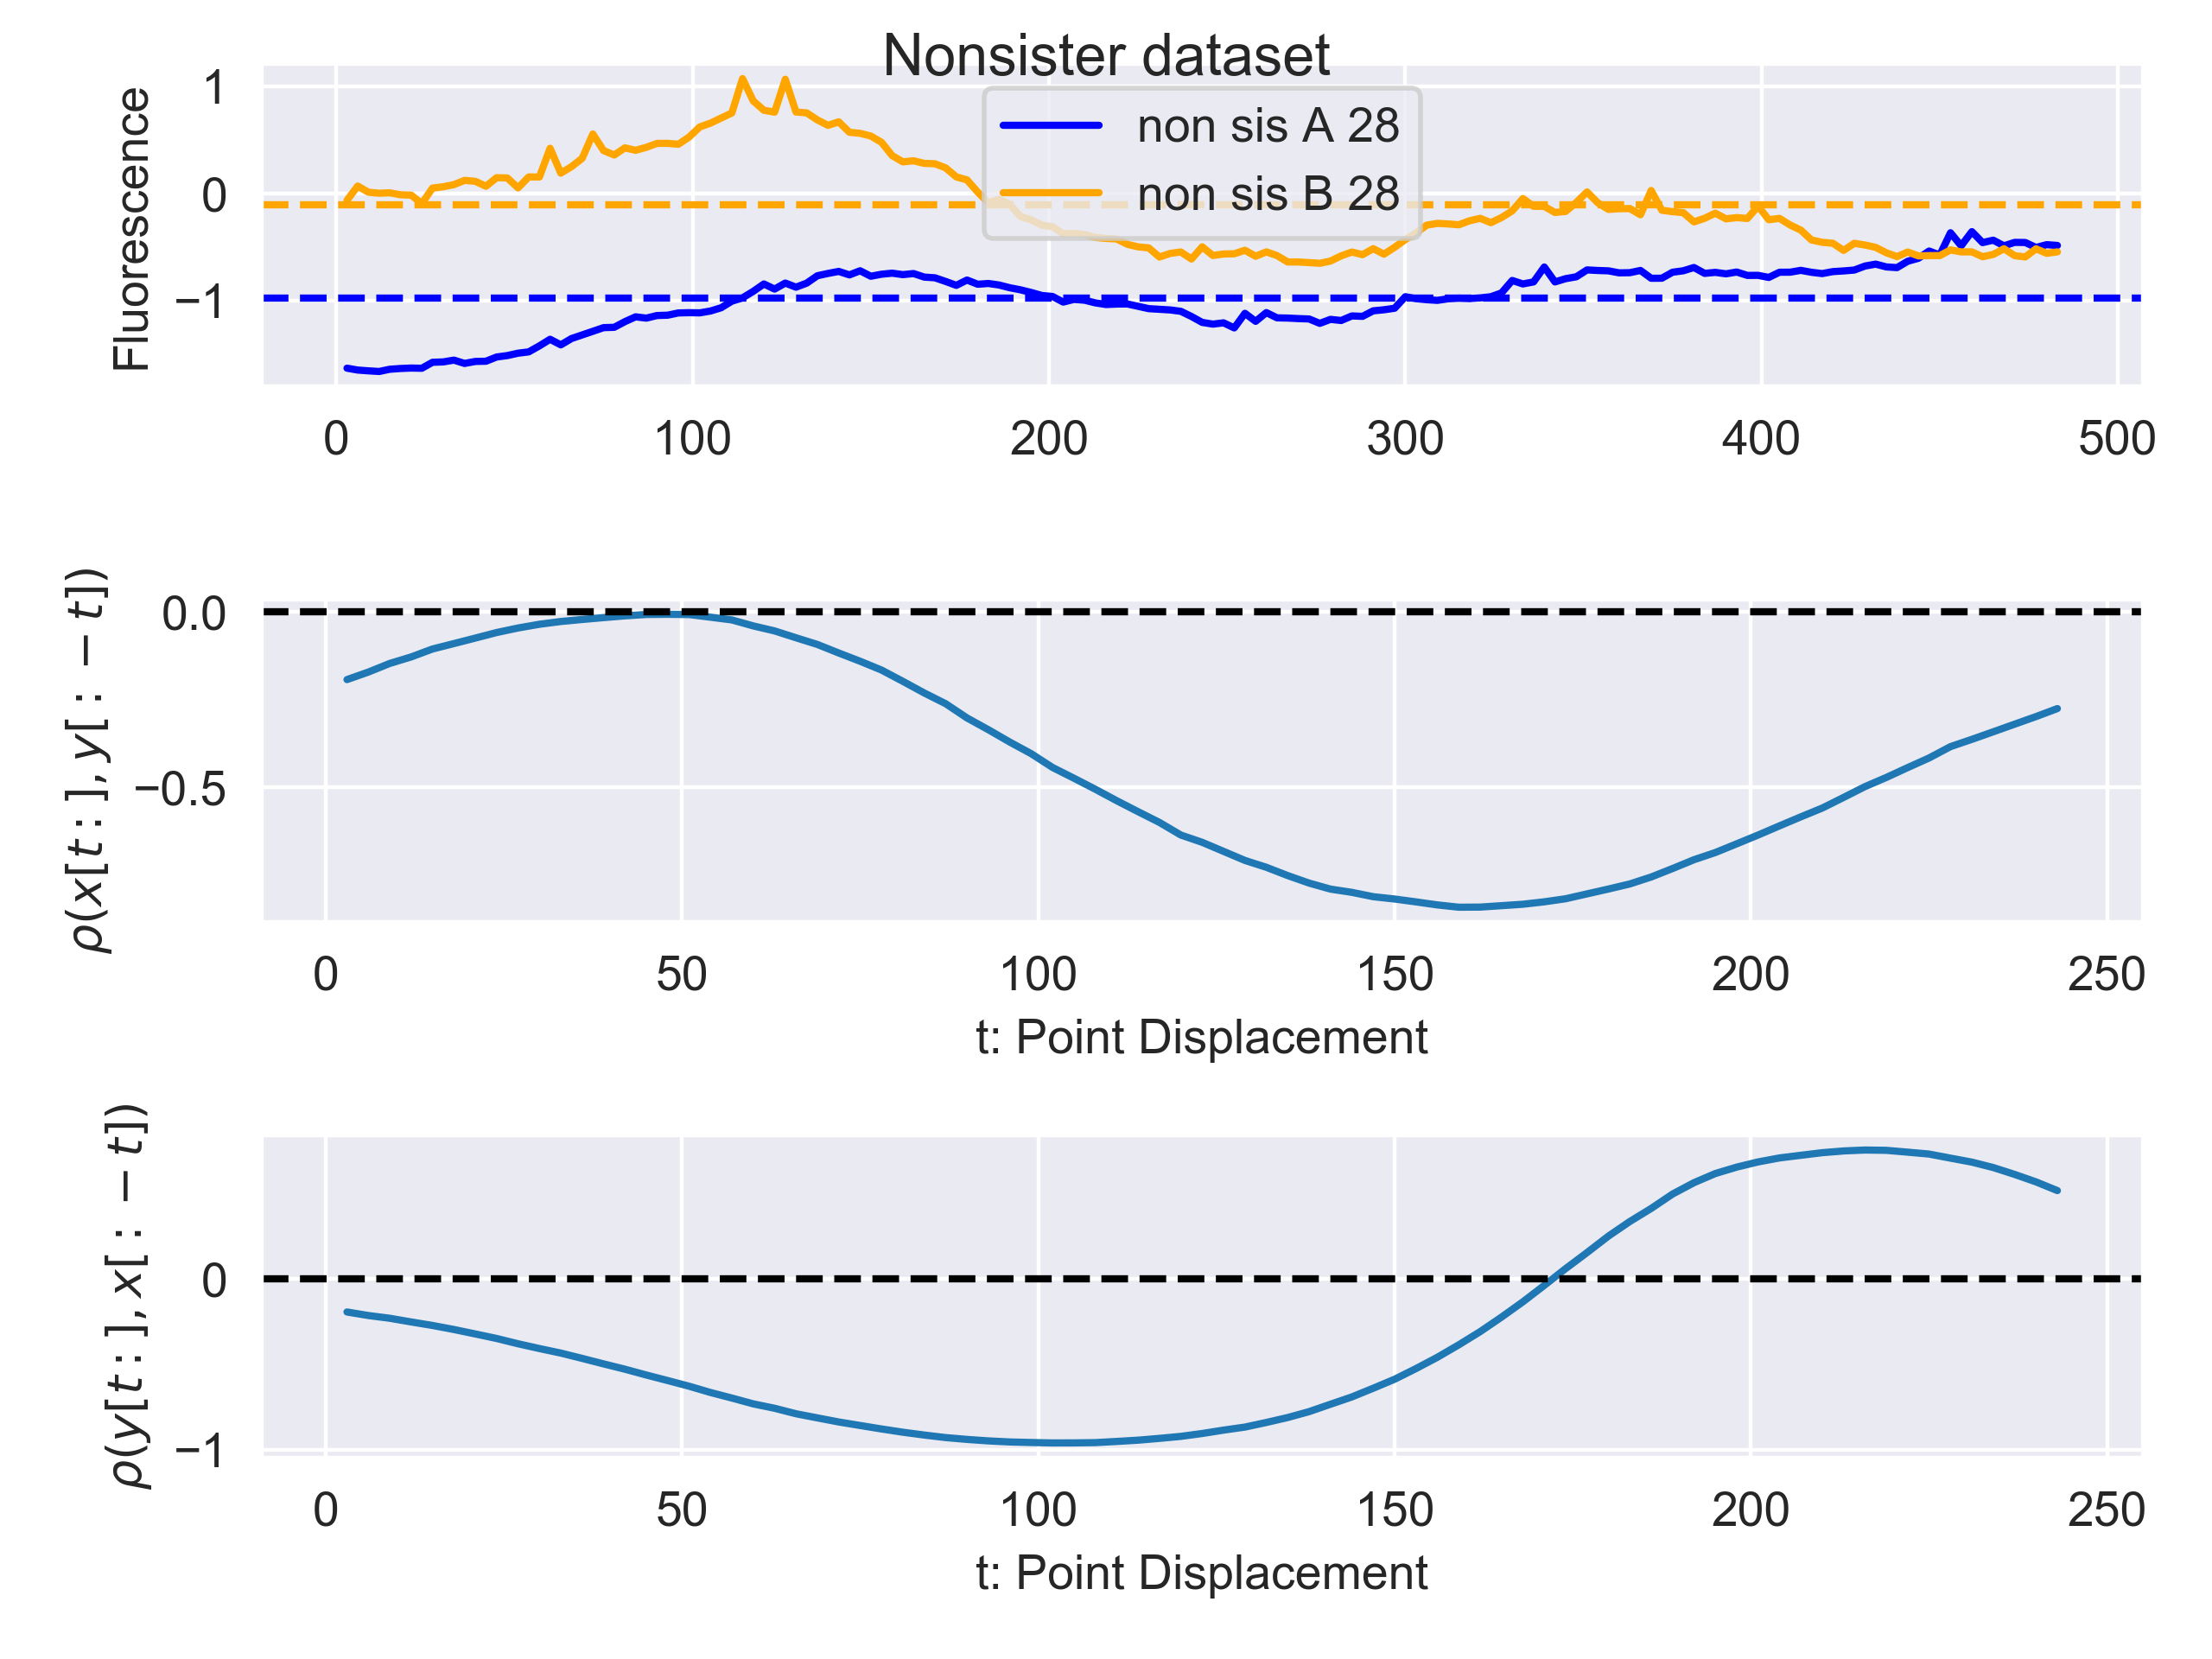 Nonsister dataset
Fluorescence
1
0
−1
non sis A 28
non sis B 28
0 100 200 300 400 500
ρ(x[t:], y[: − t])
0.0
−0.5
0 50 100 150 200 250
t: Point Displacement
ρ(y[t:], x[: − t])
0
−1
0 50 100 150 200 250
t: Point Displacement